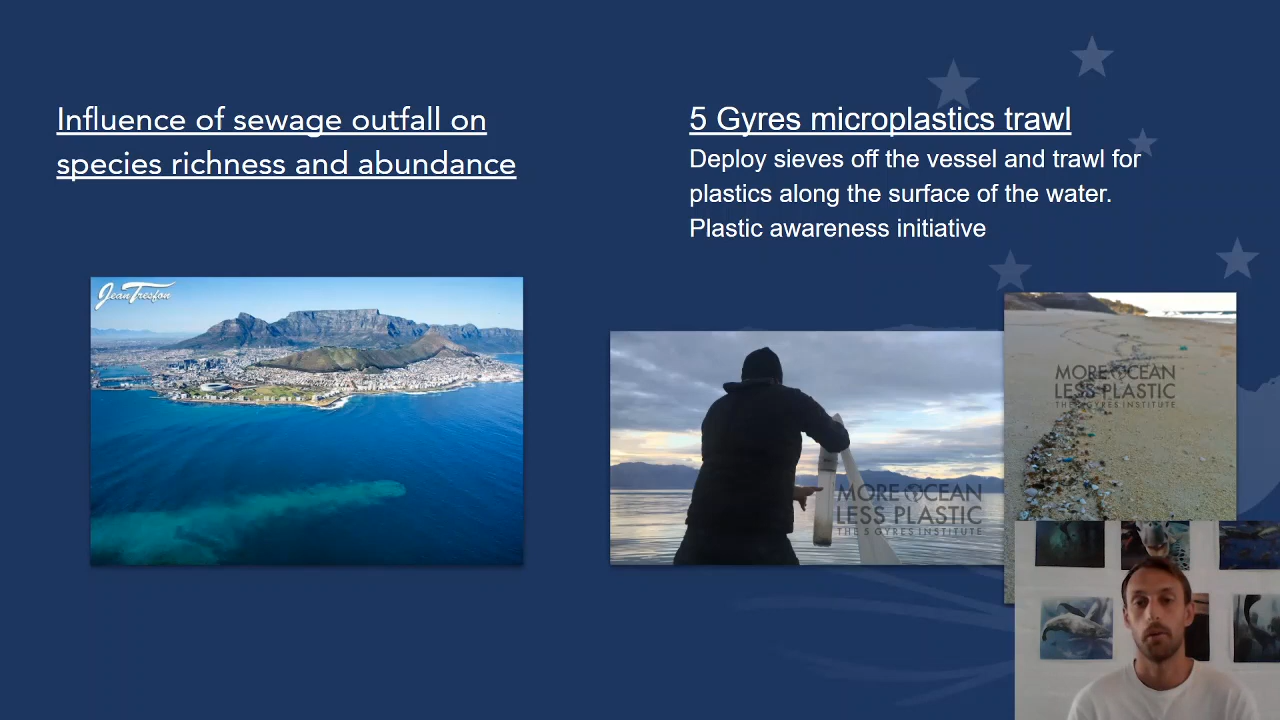 Influence of sewage outfall on
species richness and abundance
5 Gyres microplastics trawl
Deploy sieves off the vessel and trawl for
plastics along the surface of the water.
Plastic awareness initiative
Jean Tresfon
MORE OCEAN
LESS PLASTIC
THE 5 GYRES INSTITUTE
MORE OCEAN
LESS PLASTIC
THE 5 GYRES INSTITUTE